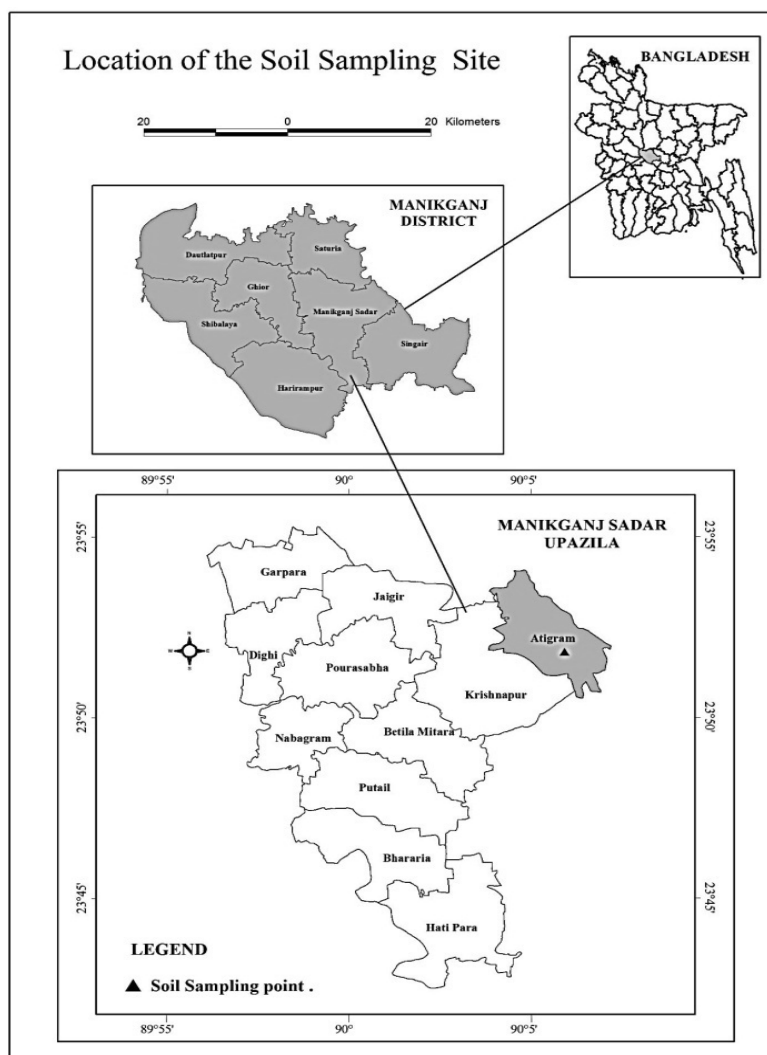 Location of the Soil Sampling Site
20 0 20 Kilometers
BANGLADESH
MANIKGANJ
DISTRICT
Dautlatpur
Saturia
Ghior
Manikganj Sadar
Shibalaya
Singair
Harirampur
89°55' 90° 90°5'
MANIKGANJ SADAR
UPAZILA
23°55' 23°55'
Garpara
Jaigir
Atigram
Dighi
Pourasabha
Krishnapur
23°50' 23°50'
Nabagram
Betila Mitara
Putail
Bhararia
23°45' 23°45'
Hati Para
N
W E
S
LEGEND
▲ Soil Sampling point .
89°55' 90° 90°5'